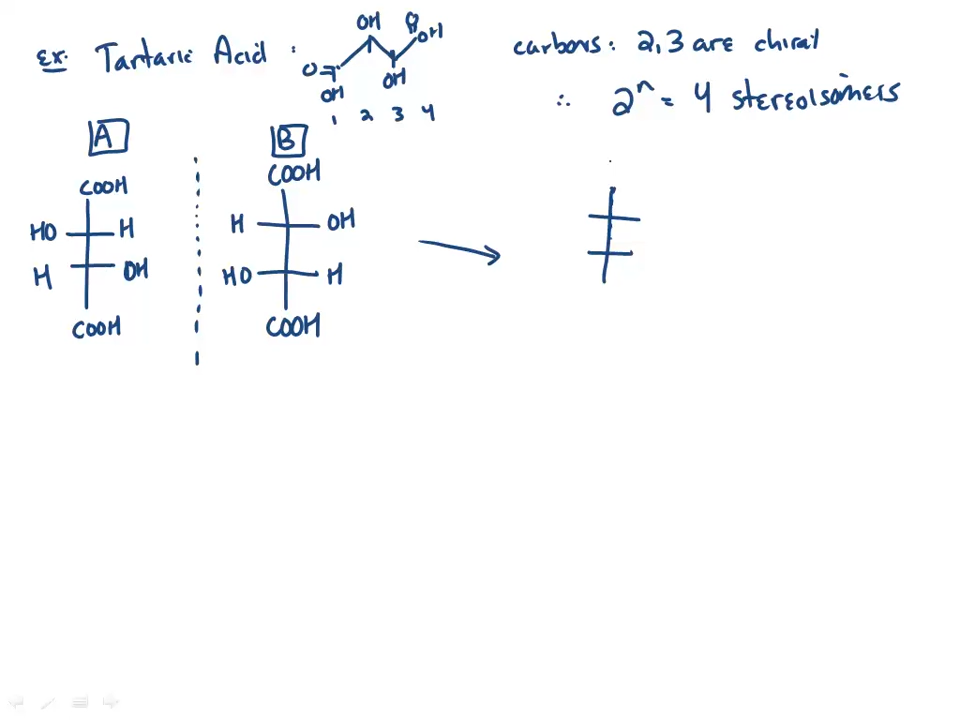 Ex: Tartaric Acid :
OH
O
OH
O=
OH
OH
1 2 3 4
carbons: 2,3 are chiral
∴ 2ⁿ = 4 stereoisomers
A
COOH
HO H
H OH
COOH
B
COOH
H OH
HO H
COOH